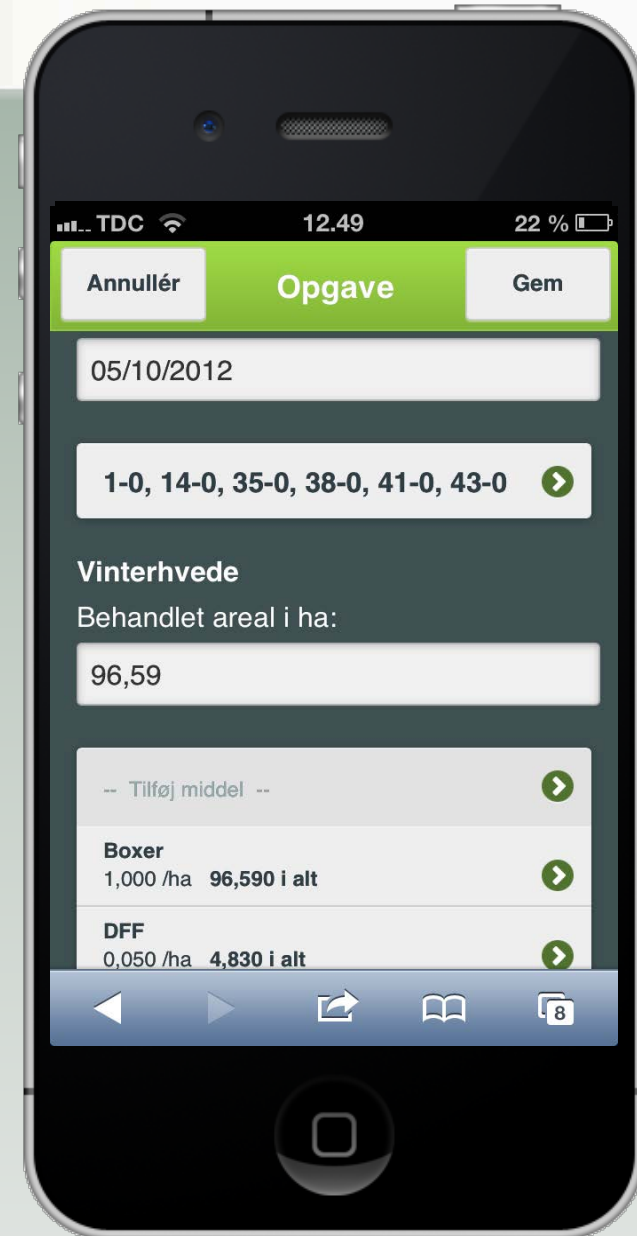 TDC 12.49 22 %
Annullér Opgave Gem
05/10/2012
1-0, 14-0, 35-0, 38-0, 41-0, 43-0
Vinterhvede
Behandlet areal i ha:
96,59
-- Tilføj middel --
Boxer
1,000 /ha 96,590 i alt
DFF
0,050 /ha 4,830 i alt
8